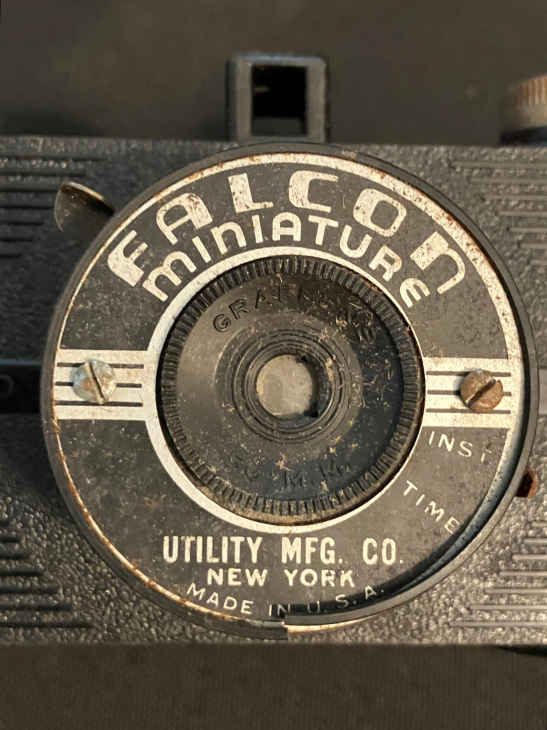 FALCON
miNiATURE
INST
TIME
UTILITY MFG. CO.
NEW YORK
MADE IN U.S.A.